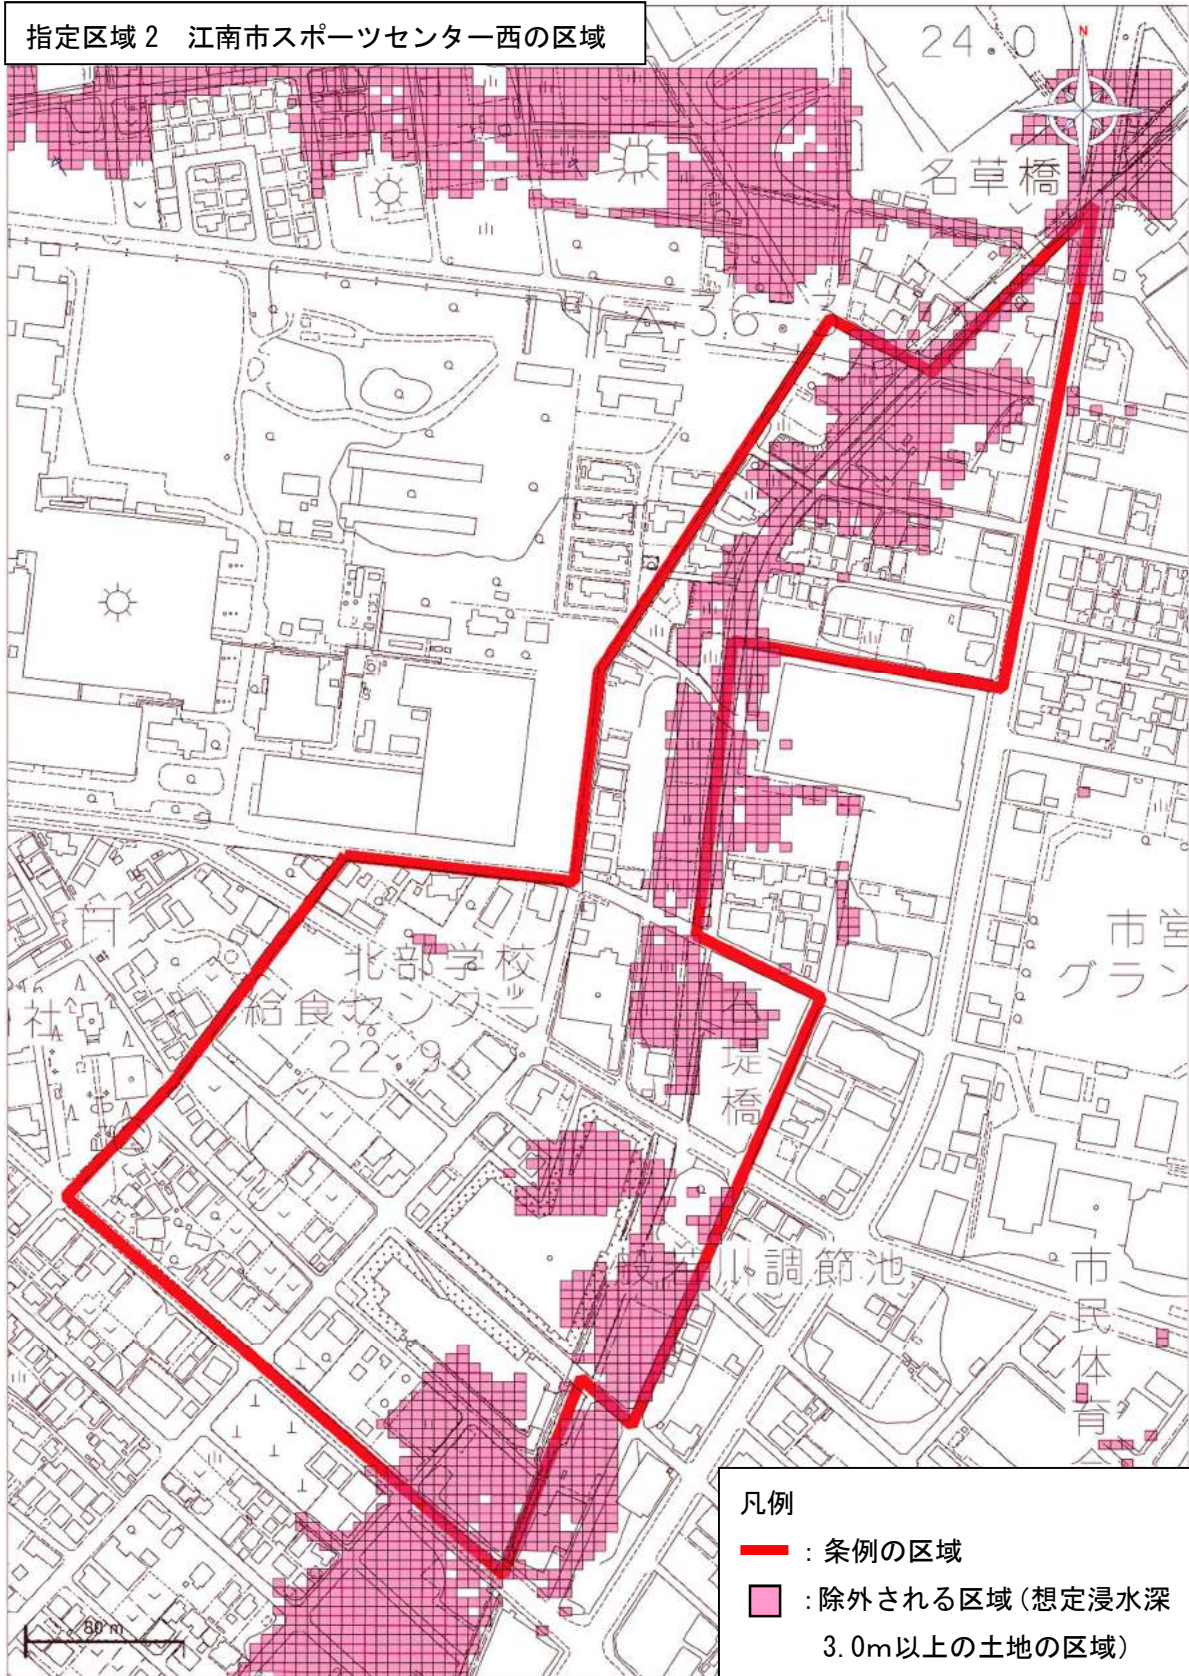 指定区域２　江南市スポーツセンター西の区域
24.0
N
名草橋
北部学校
給食センター
22.9
社
堤橋
般若川調節池
市営
グラン
市民体育会
80 m
凡例
：条例の区域
：除外される区域（想定浸水深
3.0ｍ以上の土地の区域）